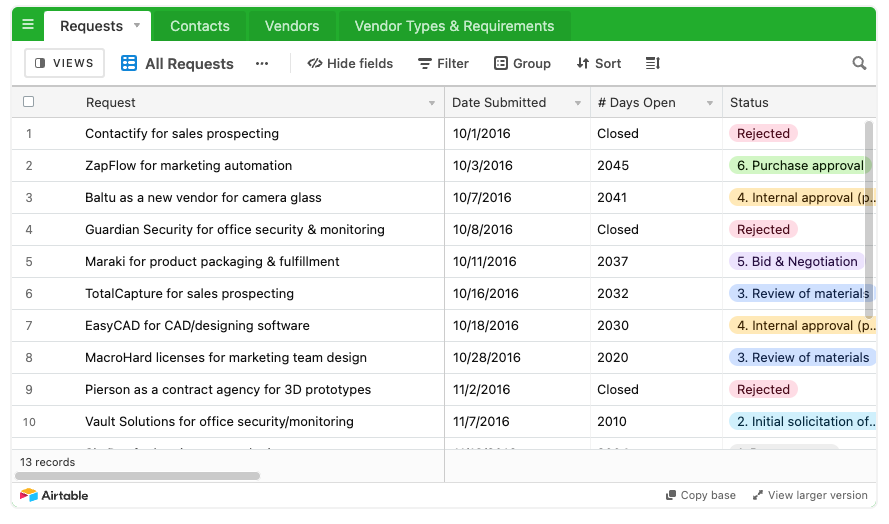 Requests Contacts Vendors Vendor Types & Requirements
VIEWS All Requests ... Hide fields Filter Group Sort
Request Date Submitted # Days Open Status
1 Contactify for sales prospecting 10/1/2016 Closed Rejected
2 ZapFlow for marketing automation 10/3/2016 2045 6. Purchase approval
3 Baltu as a new vendor for camera glass 10/7/2016 2041 4. Internal approval (p...
4 Guardian Security for office security & monitoring 10/8/2016 Closed Rejected
5 Maraki for product packaging & fulfillment 10/11/2016 2037 5. Bid & Negotiation
6 TotalCapture for sales prospecting 10/16/2016 2032 3. Review of materials
7 EasyCAD for CAD/designing software 10/18/2016 2030 4. Internal approval (p...
8 MacroHard licenses for marketing team design 10/28/2016 2020 3. Review of materials
9 Pierson as a contract agency for 3D prototypes 11/2/2016 Closed Rejected
10 Vault Solutions for office security/monitoring 11/7/2016 2010 2. Initial solicitation of...
13 records
Airtable Copy base View larger version